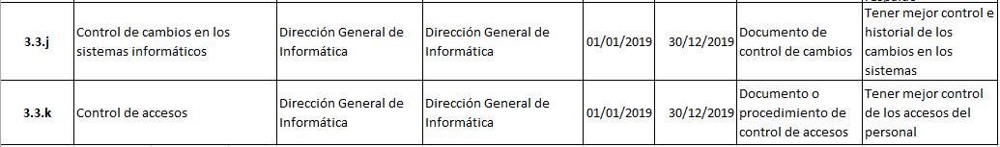 3.3.j
Control de cambios en los
sistemas informáticos
Dirección General de
Informática
Dirección General de
Informática
01/01/2019
30/12/2019
Documento de
control de cambios
Tener mejor control e
historial de los
cambios en los
sistemas
3.3.k
Control de accesos
Dirección General de
Informática
Dirección General de
Informática
01/01/2019
30/12/2019
Documento o
procedimiento de
control de accesos
Tener mejor control
de los accesos del
personal